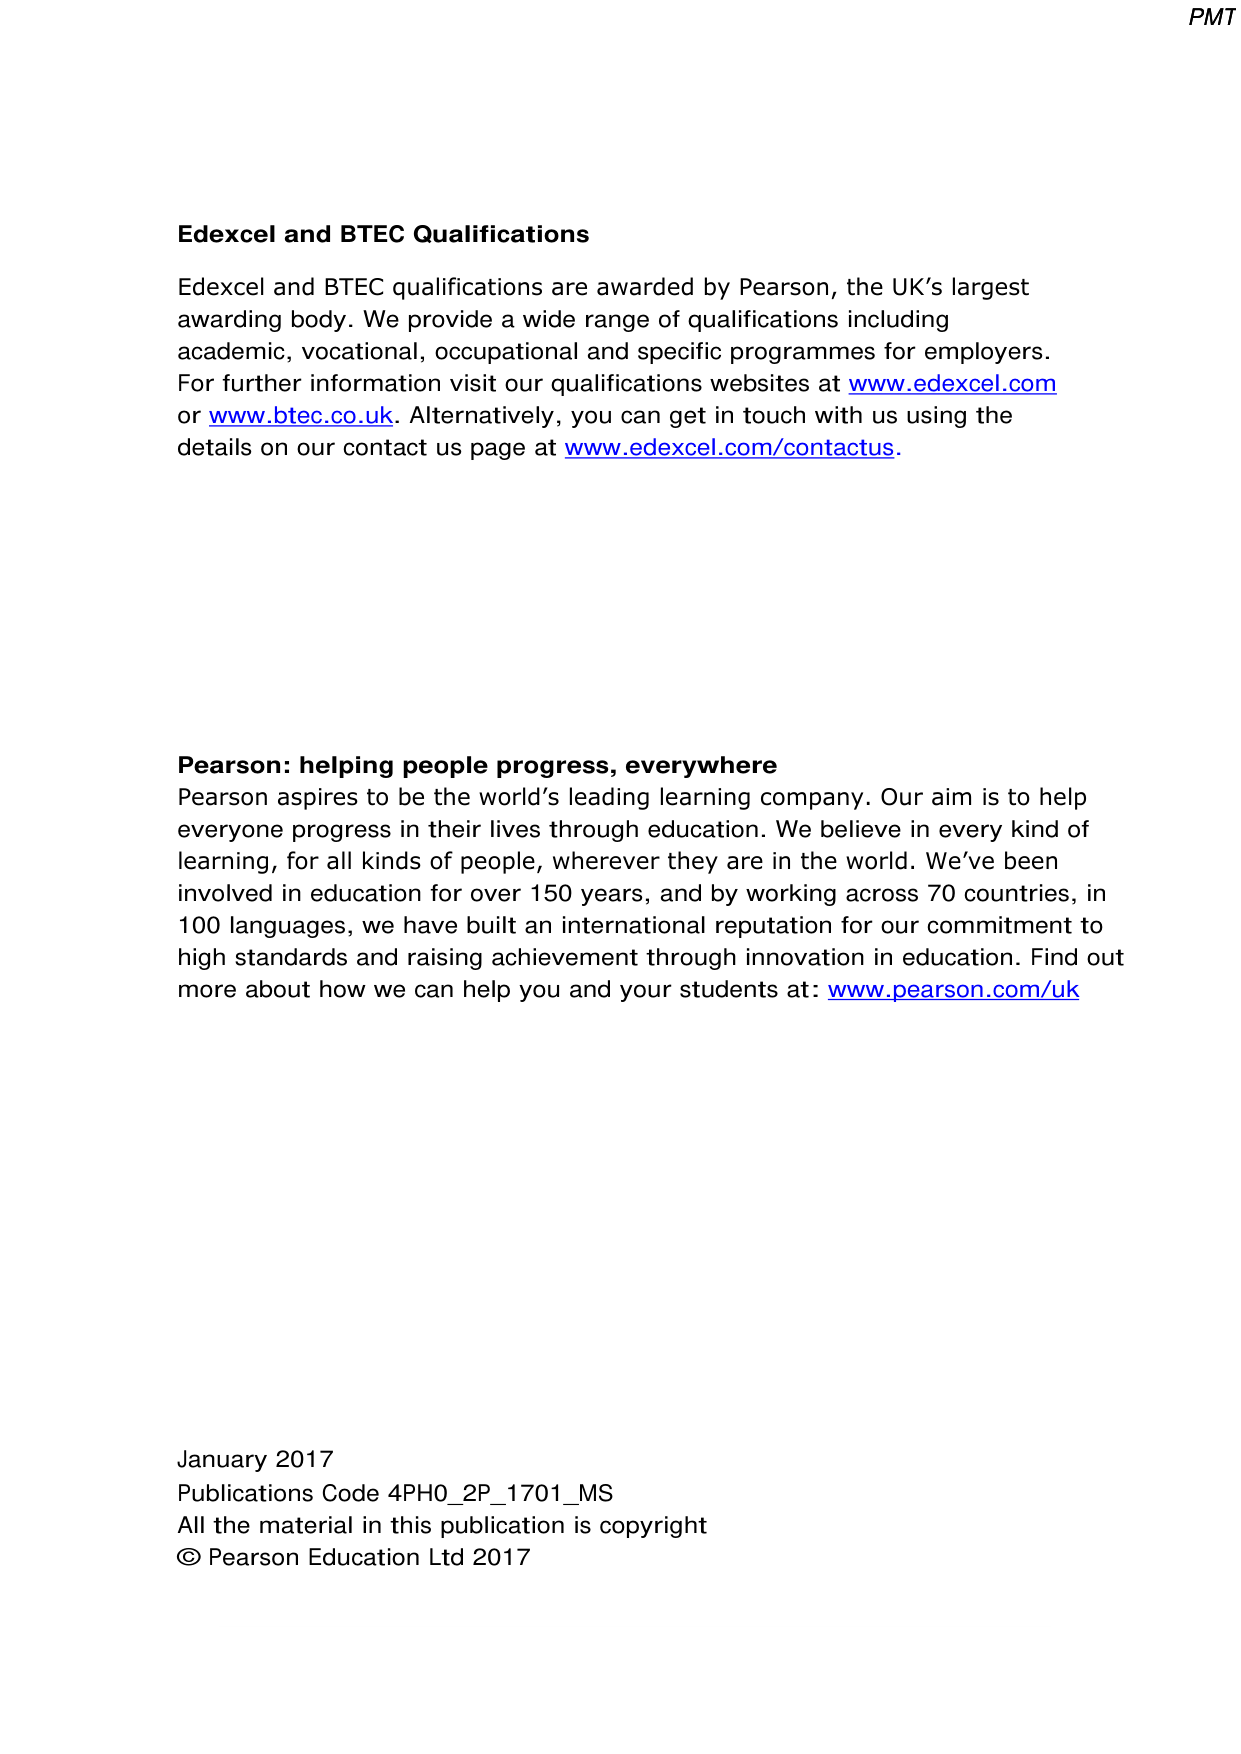 PMT
Edexcel and BTEC Qualifications
Edexcel and BTEC qualifications are awarded by Pearson, the UK’s largest
awarding body. We provide a wide range of qualifications including
academic, vocational, occupational and specific programmes for employers.
For further information visit our qualifications websites at www.edexcel.com
or www.btec.co.uk. Alternatively, you can get in touch with us using the
details on our contact us page at www.edexcel.com/contactus.
Pearson: helping people progress, everywhere
Pearson aspires to be the world’s leading learning company. Our aim is to help
everyone progress in their lives through education. We believe in every kind of
learning, for all kinds of people, wherever they are in the world. We’ve been
involved in education for over 150 years, and by working across 70 countries, in
100 languages, we have built an international reputation for our commitment to
high standards and raising achievement through innovation in education. Find out
more about how we can help you and your students at: www.pearson.com/uk
January 2017
Publications Code 4PH0_2P_1701_MS
All the material in this publication is copyright
© Pearson Education Ltd 2017